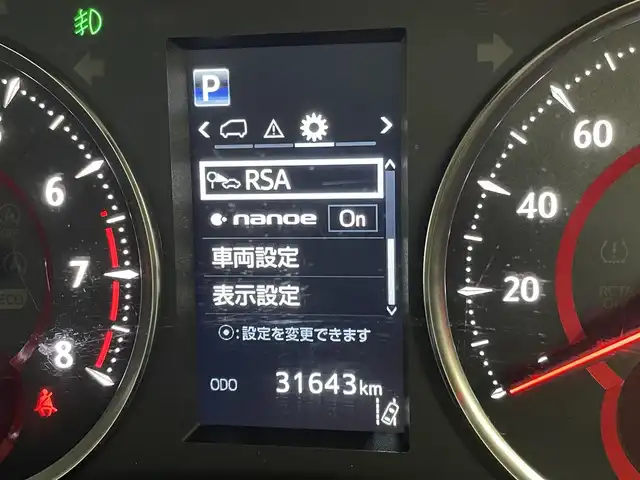 P
RSA
nanoe On
車両設定
表示設定
⦿:設定を変更できます
ODO 31643km
6
7
8
ECO
60
40
20